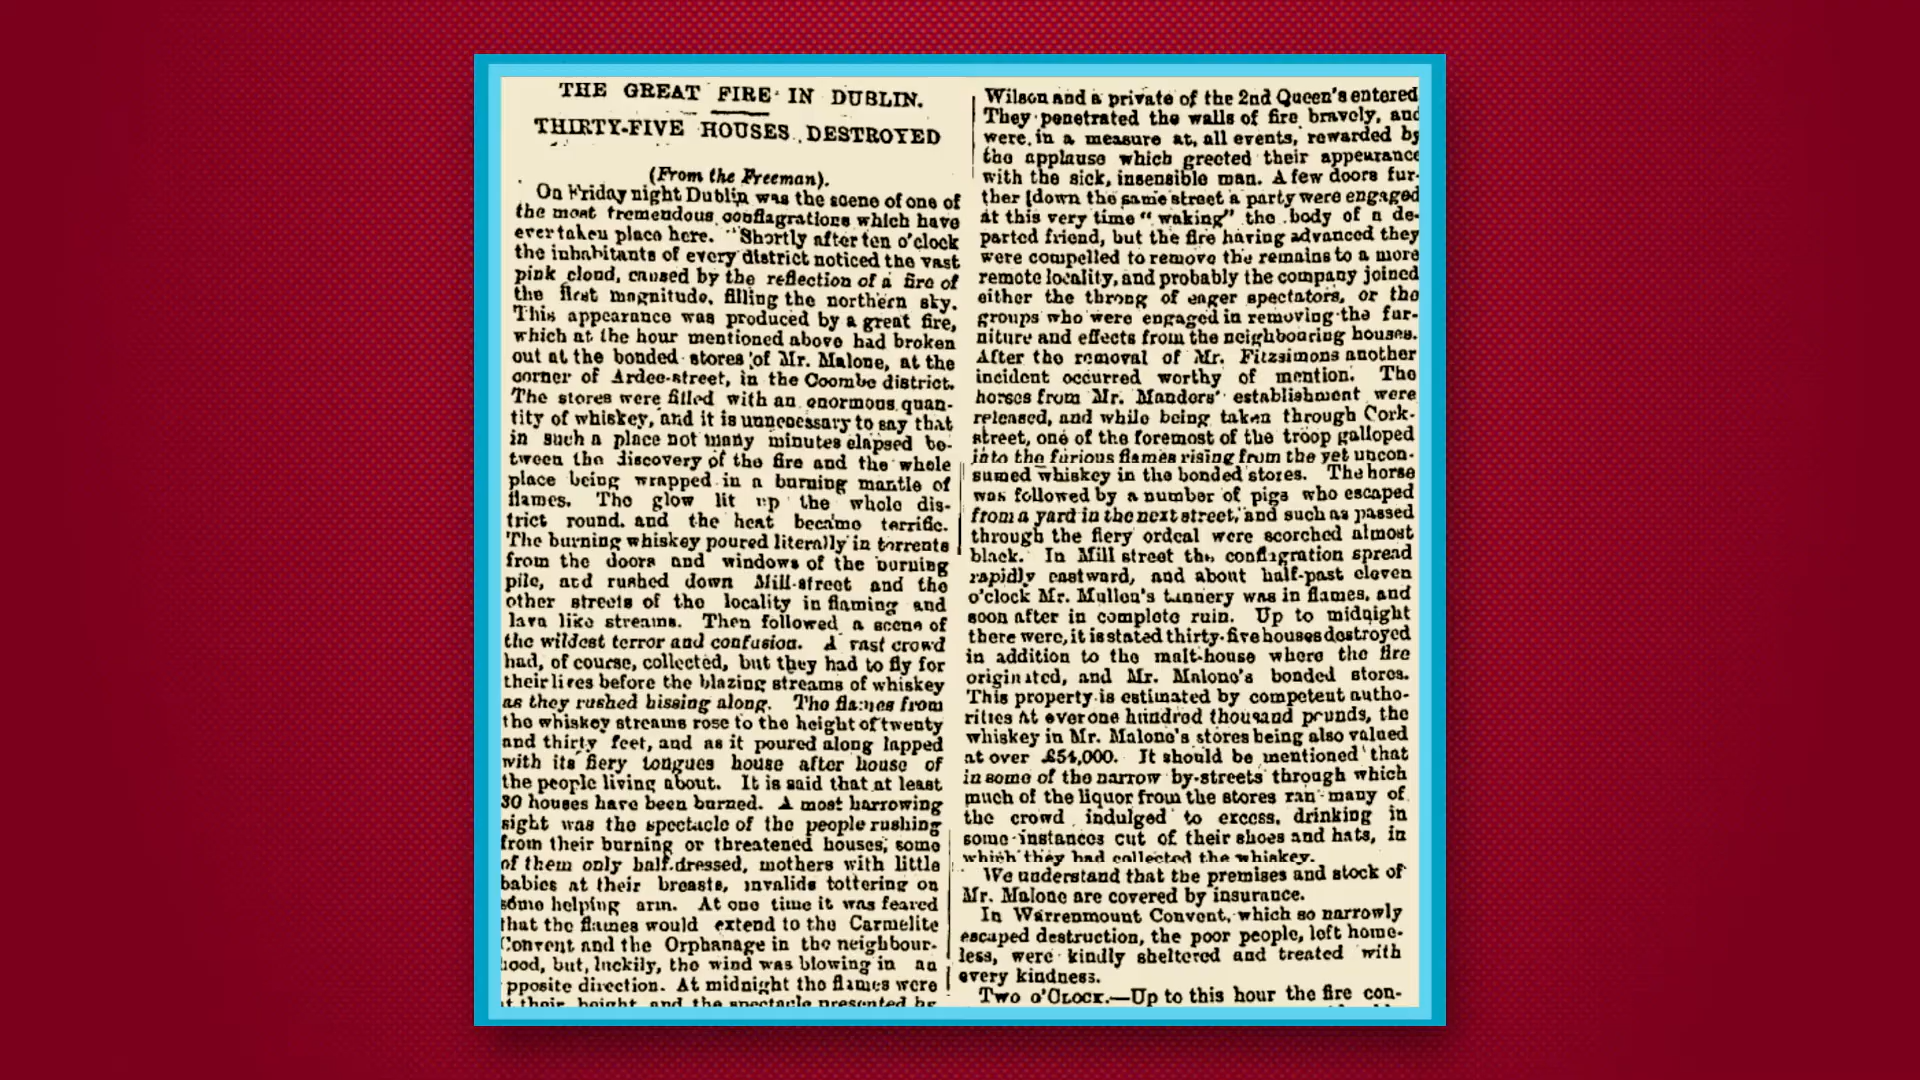 THE GREAT FIRE IN DUBLIN.
THIRTY-FIVE HOUSES DESTROYED
(From the Freeman).
On Friday night Dublin was the scene of one of
the most tremendous conflagrations which have
ever taken place here. "Shortly after ten o'clock
the inhabitants of every district noticed the vast
pink cloud, caused by the reflection of a fire of
the first magnitude, filling the northern sky.
This appearance was produced by a great fire,
which at the hour mentioned above had broken
out at the bonded stores of Mr. Malone, at the
corner of Ardee-street, in the Coombe district.
The stores were filled with an enormous quan-
tity of whiskey, and it is unnecessary to say that
in such a place not many minutes elapsed be-
tween the discovery of the fire and the whole
place being wrapped in a burning mantle of
flames. The glow lit up the whole dis-
trict round, and the heat became terrific.
The burning whiskey poured literally in torrents
from the doors and windows of the burning
pile, and rushed down Mill-street and the
other streets of the locality in flaming and
lava like streams. Then followed a scene of
the wildest terror and confusion. A vast crowd
had, of course, collected, but they had to fly for
their lives before the blazing streams of whiskey
as they rushed hissing along. The flames from
the whiskey streams rose to the height of twenty
and thirty feet, and as it poured along lapped
with its fiery tongues house after house of
the people living about. It is said that at least
30 houses have been burned. A most harrowing
sight was the spectacle of the people rushing
from their burning or threatened houses, some
of them only half-dressed, mothers with little
babies at their breasts, invalids tottering on
some helping arm. At one time it was feared
that the flames would extend to the Carmelite
Convent and the Orphanage in the neighbour-
hood, but, luckily, the wind was blowing in an
pposite direction. At midnight the flames were
at their height, and the spectacle presented by
Wilson and a private of the 2nd Queen's entered
They penetrated the walls of fire bravely, and
were, in a measure at, all events, rewarded by
the applause which greeted their appearance
with the sick, insensible man. A few doors fur-
ther [down the same street a party were engaged
at this very time "waking" the body of a de-
parted friend, but the fire having advanced they
were compelled to remove the remains to a more
remote locality, and probably the company joined
either the throng of eager spectators, or the
groups who were engaged in removing the fur-
niture and effects from the neighbouring houses.
After the removal of Mr. Fitzsimons another
incident occurred worthy of mention. The
horses from Mr. Manders' establishment were
released, and while being taken through Cork-
street, one of the foremost of the troop galloped
into the furious flames rising from the yet uncon-
sumed whiskey in the bonded stores. The horse
was followed by a number of pigs who escaped
from a yard in the next street, and such as passed
through the fiery ordeal were scorched almost
black. In Mill street the conflagration spread
rapidly eastward, and about half-past eleven
o'clock Mr. Mullen's tannery was in flames, and
soon after in complete ruin. Up to midnight
there were, it is stated thirty-five houses destroyed
in addition to the malt-house where the fire
originated, and Mr. Malone's bonded stores.
This property is estimated by competent autho-
rities at over one hundred thousand pounds, the
whiskey in Mr. Malone's stores being also valued
at over £54,000. It should be mentioned that
in some of the narrow by-streets through which
much of the liquor from the stores ran many of
the crowd indulged to excess, drinking in
some instances out of their shoes and hats, in
which they had collected the whiskey.
We understand that the premises and stock of
Mr. Malone are covered by insurance.
In Warrenmount Convent, which so narrowly
escaped destruction, the poor people, left home-
less, were kindly sheltered and treated with
every kindness.
Two o'Clock.—Up to this hour the fire con-